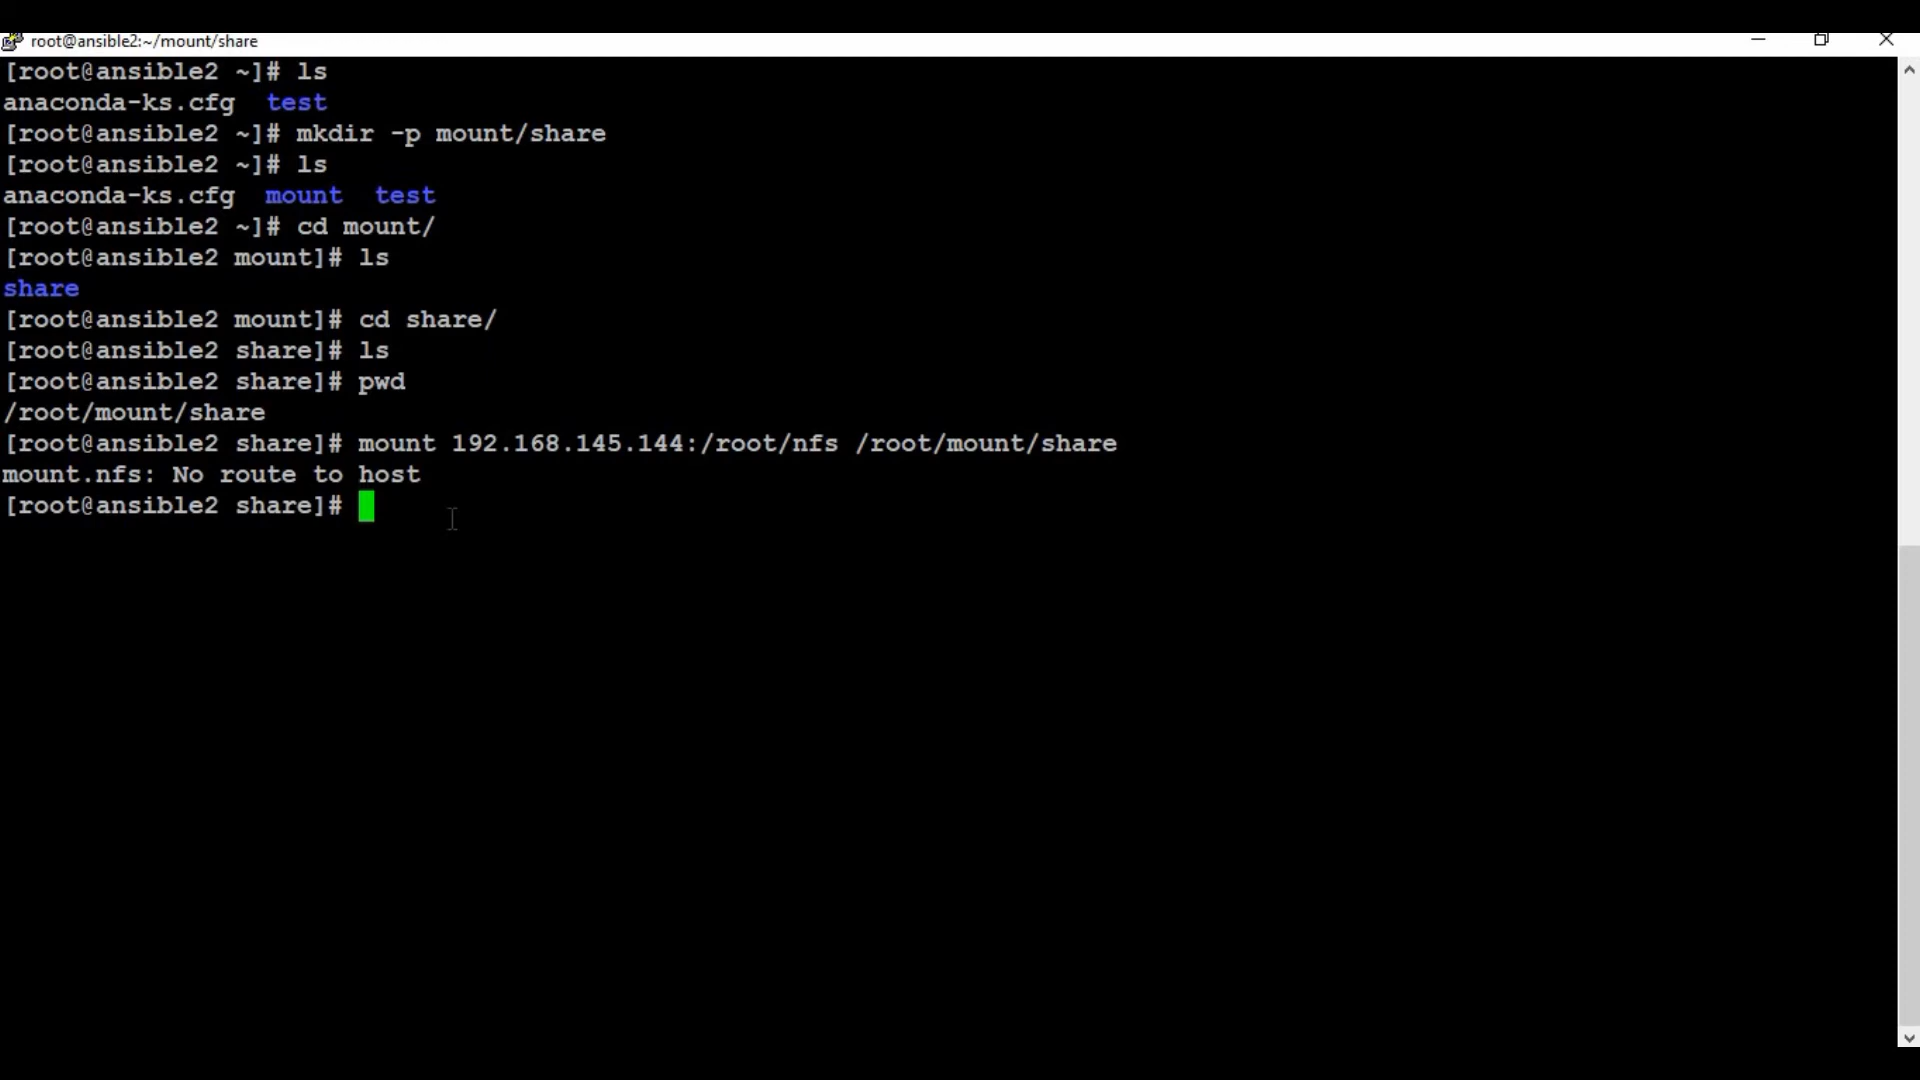 root@ansible2:~/mount/share
[root@ansible2 ~]# ls
anaconda-ks.cfg  test
[root@ansible2 ~]# mkdir -p mount/share
[root@ansible2 ~]# ls
anaconda-ks.cfg  mount  test
[root@ansible2 ~]# cd mount/
[root@ansible2 mount]# ls
share
[root@ansible2 mount]# cd share/
[root@ansible2 share]# ls
[root@ansible2 share]# pwd
/root/mount/share
[root@ansible2 share]# mount 192.168.145.144:/root/nfs /root/mount/share
mount.nfs: No route to host
[root@ansible2 share]#